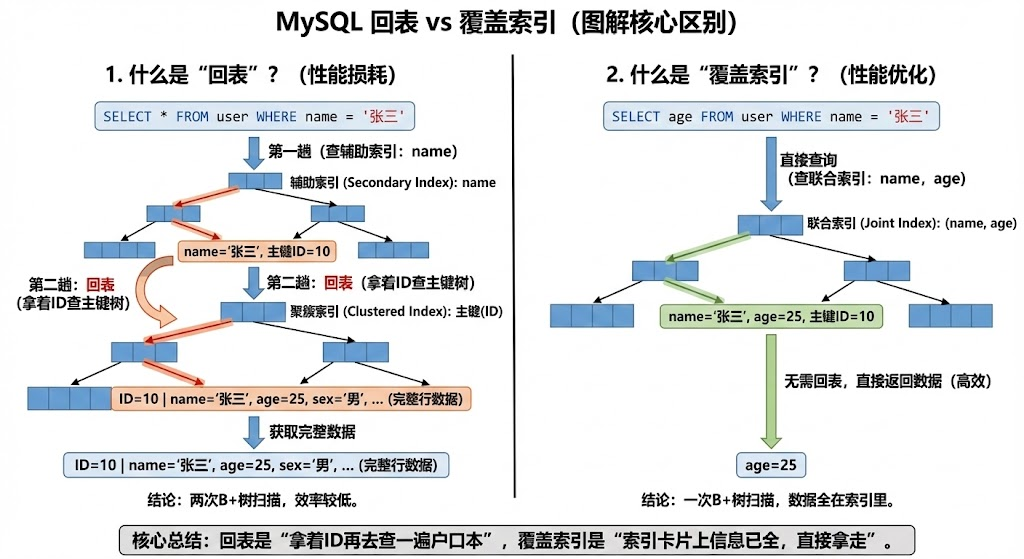 MySQL 回表 vs 覆盖索引（图解核心区别）
1. 什么是“回表”？（性能损耗）
SELECT * FROM user WHERE name = '张三'
第一趟（查辅助索引：name）
辅助索引 (Secondary Index): name
name=‘张三’, 主键ID=10
第二趟：回表
(拿着ID查主键树)
第二趟：回表（拿着ID查主键树）
聚簇索引 (Clustered Index): 主键(ID)
ID=10 | name=‘张三’, age=25, sex=‘男’, ... (完整行数据)
获取完整数据
ID=10 | name=‘张三’, age=25, sex=‘男’, ... (完整行数据)
结论：两次B+树扫描，效率较低。
2. 什么是“覆盖索引”？（性能优化）
SELECT age FROM user WHERE name = '张三'
直接查询
（查联合索引：name，age）
联合索引 (Joint Index): (name, age)
name=‘张三’, age=25, 主键ID=10
无需回表，直接返回数据（高效）
age=25
结论：一次B+树扫描，数据全在索引里。
核心总结：回表是“拿着ID再去查一遍户口本”，覆盖索引是“索引卡片上信息已全，直接拿走”。